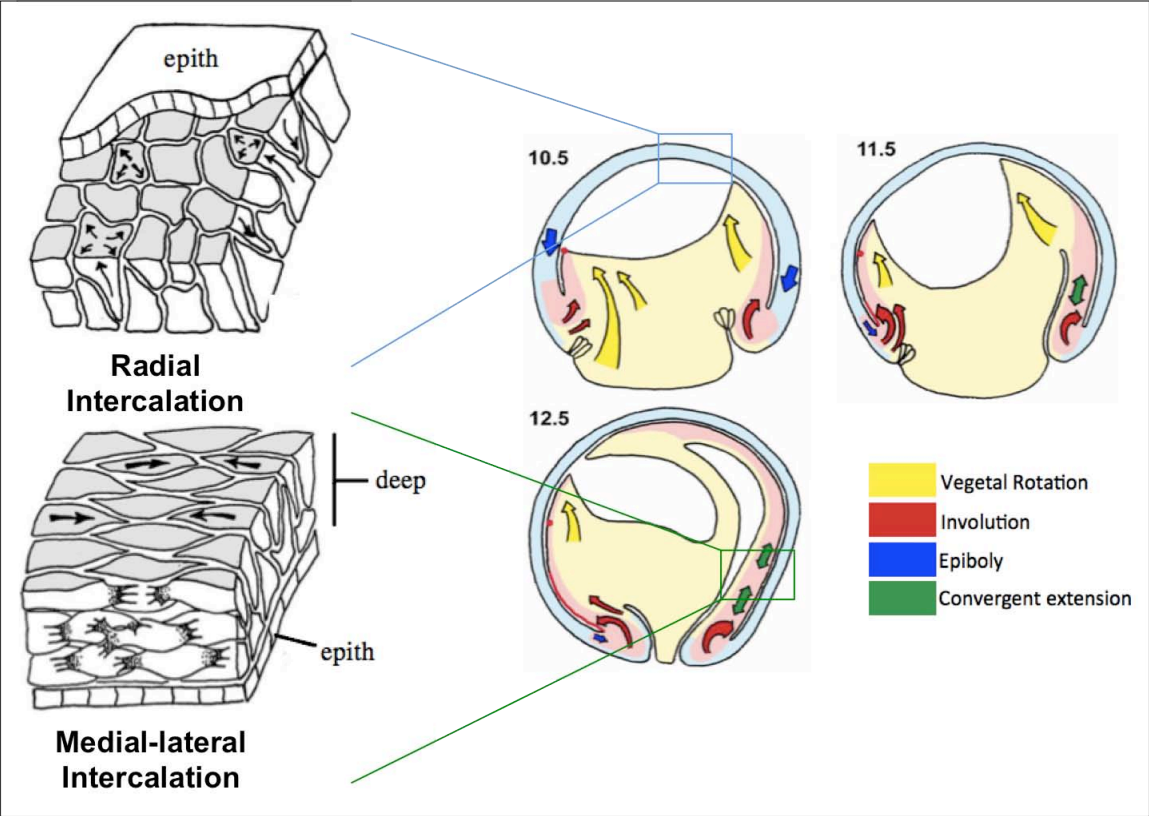 epith
Radial
Intercalation
deep
epith
Medial-lateral
Intercalation
10.5
11.5
12.5
Vegetal Rotation
Involution
Epiboly
Convergent extension